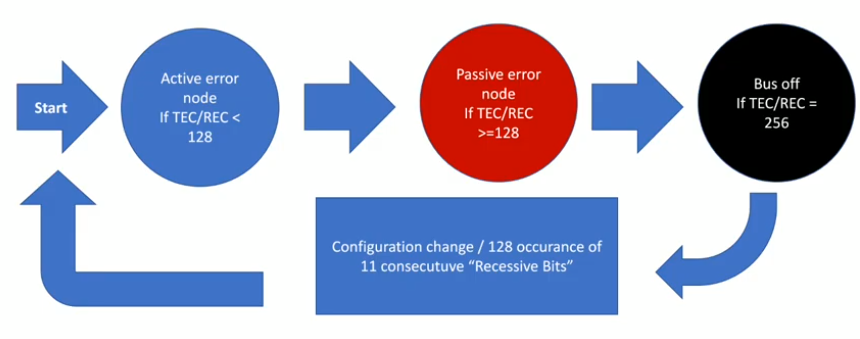 Start
Active error
node
If TEC/REC <
128
Passive error
node
If TEC/REC
>=128
Bus off
If TEC/REC =
256
Configuration change / 128 occurance of
11 consecutuve “Recessive Bits”